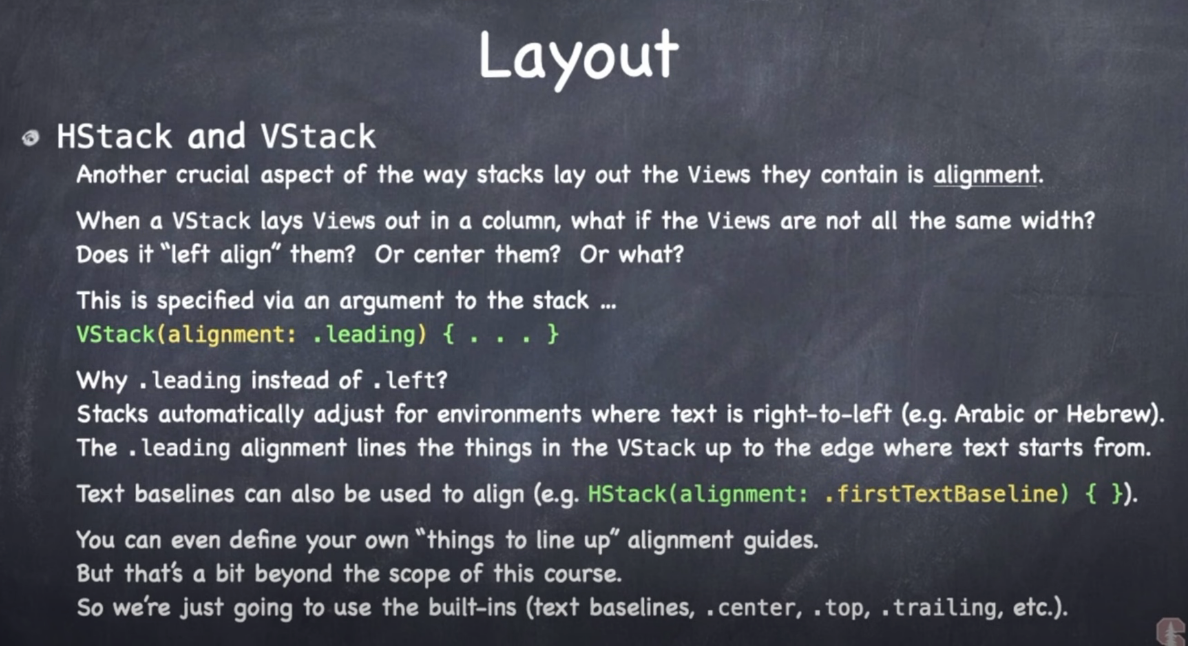 Layout
HStack and VStack
Another crucial aspect of the way stacks lay out the Views they contain is alignment.
When a VStack lays Views out in a column, what if the Views are not all the same width?
Does it “left align” them? Or center them? Or what?
This is specified via an argument to the stack ...
VStack(alignment: .leading) { . . . }
Why .leading instead of .left?
Stacks automatically adjust for environments where text is right-to-left (e.g. Arabic or Hebrew).
The .leading alignment lines the things in the VStack up to the edge where text starts from.
Text baselines can also be used to align (e.g. HStack(alignment: .firstTextBaseline) { }).
You can even define your own “things to line up” alignment guides.
But that's a bit beyond the scope of this course.
So we're just going to use the built-ins (text baselines, .center, .top, .trailing, etc.).